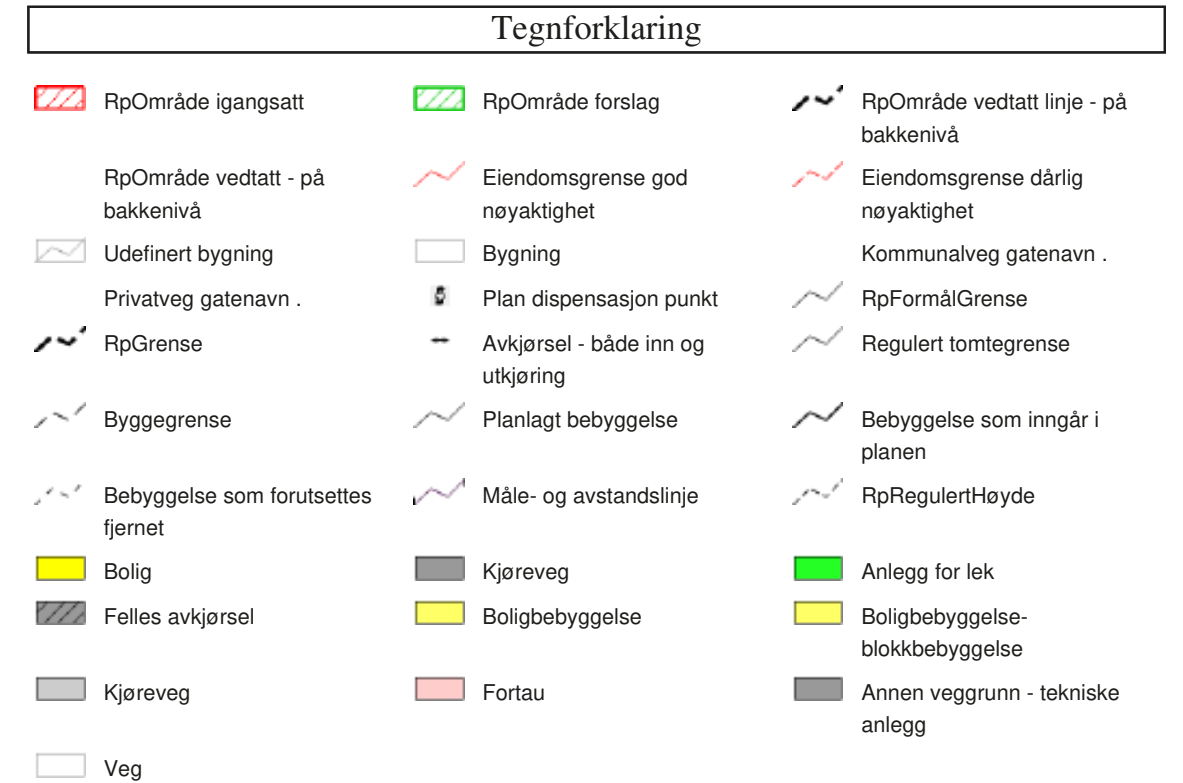 Tegnforklaring
RpOmråde igangsatt
RpOmråde forslag
RpOmråde vedtatt linje - på
bakkenivå
RpOmråde vedtatt - på
bakkenivå
Eiendomsgrense god
nøyaktighet
Eiendomsgrense dårlig
nøyaktighet
Udefinert bygning
Bygning
Kommunalveg gatenavn .
Privatveg gatenavn .
Plan dispensasjon punkt
RpFormålGrense
RpGrense
Avkjørsel - både inn og
utkjøring
Regulert tomtegrense
Byggegrense
Planlagt bebyggelse
Bebyggelse som inngår i
planen
Bebyggelse som forutsettes
fjernet
Måle- og avstandslinje
RpRegulertHøyde
Bolig
Kjøreveg
Anlegg for lek
Felles avkjørsel
Boligbebyggelse
Boligbebyggelse-
blokkbebyggelse
Kjøreveg
Fortau
Annen veggrunn - tekniske
anlegg
Veg